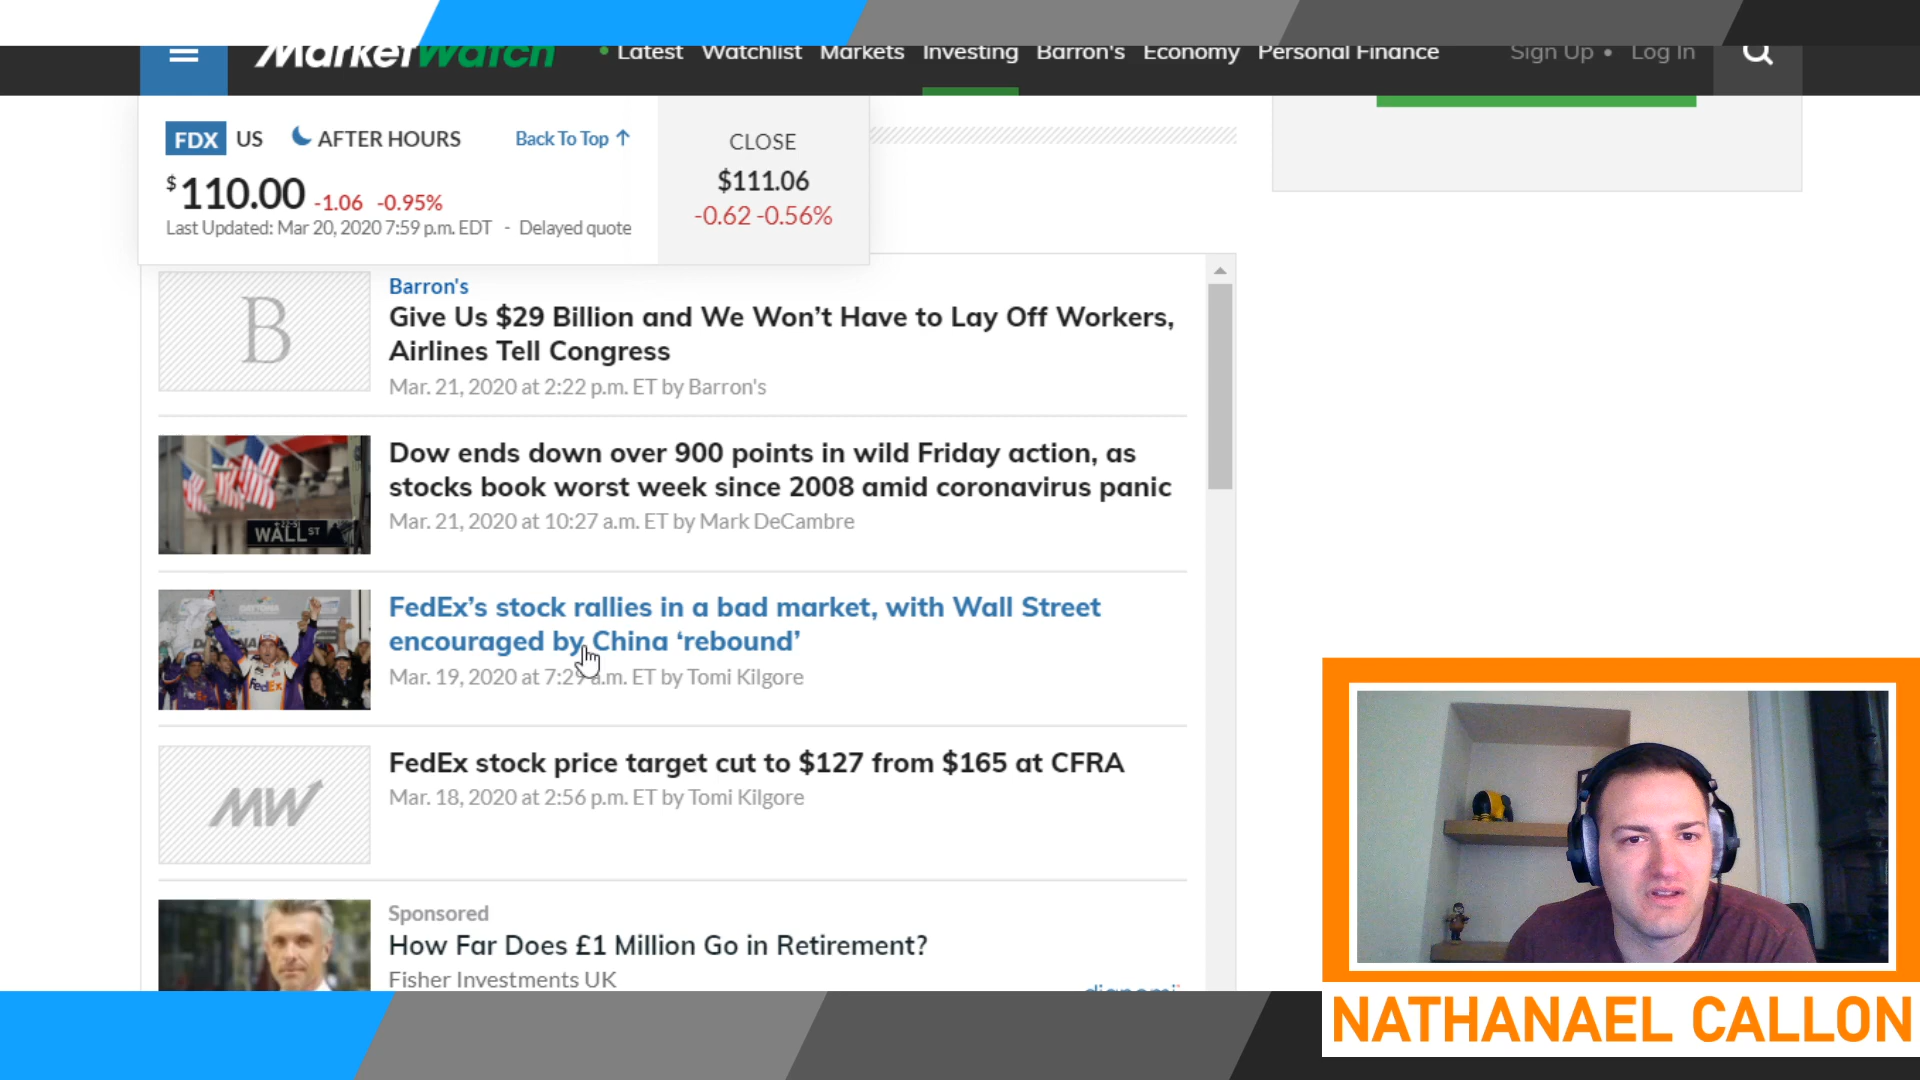 MarketWatch
Latest Watchlist Markets Investing Barron's Economy Personal Finance
Sign Up • Log In
FDX US AFTER HOURS Back To Top ↑
$110.00 -1.06 -0.95%
Last Updated: Mar 20, 2020 7:59 p.m. EDT - Delayed quote
CLOSE
$111.06
-0.62 -0.56%
B
Barron's
Give Us $29 Billion and We Won’t Have to Lay Off Workers,
Airlines Tell Congress
Mar. 21, 2020 at 2:22 p.m. ET by Barron's
WALL ST
Dow ends down over 900 points in wild Friday action, as
stocks book worst week since 2008 amid coronavirus panic
Mar. 21, 2020 at 10:27 a.m. ET by Mark DeCambre
FedEx
FedEx’s stock rallies in a bad market, with Wall Street
encouraged by China ‘rebound’
Mar. 19, 2020 at 7:29 a.m. ET by Tomi Kilgore
MW
FedEx stock price target cut to $127 from $165 at CFRA
Mar. 18, 2020 at 2:56 p.m. ET by Tomi Kilgore
Sponsored
How Far Does £1 Million Go in Retirement?
Fisher Investments UK
NATHANAEL CALLON